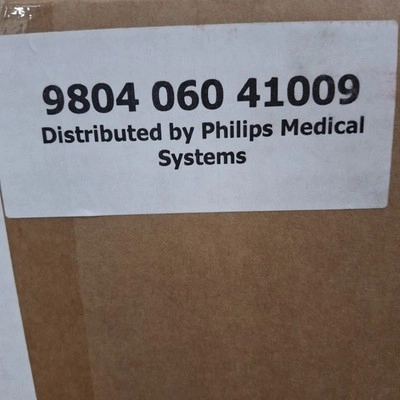 9804 060 41009
Distributed by Philips Medical
Systems